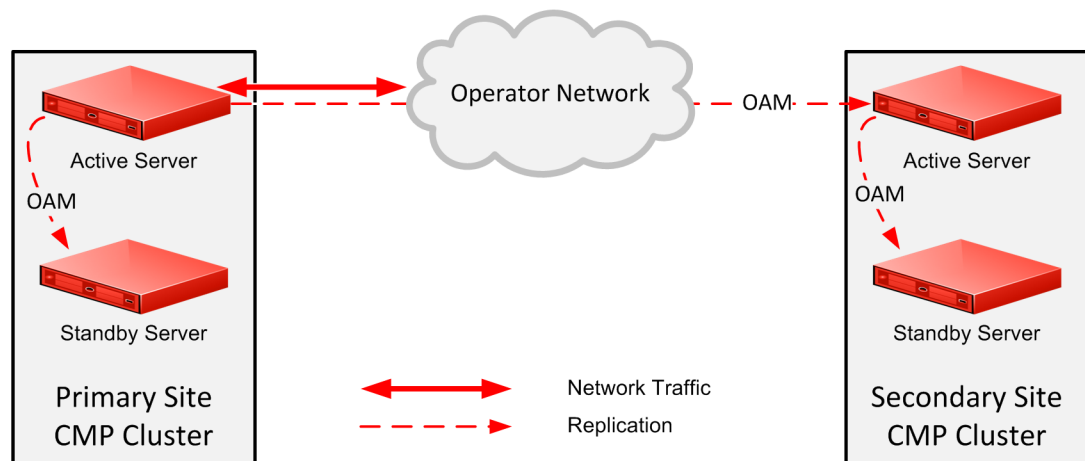 Operator Network
OAM
Active Server
Active Server
OAM
OAM
Standby Server
Standby Server
Primary Site
CMP Cluster
Network Traffic
Replication
Secondary Site
CMP Cluster